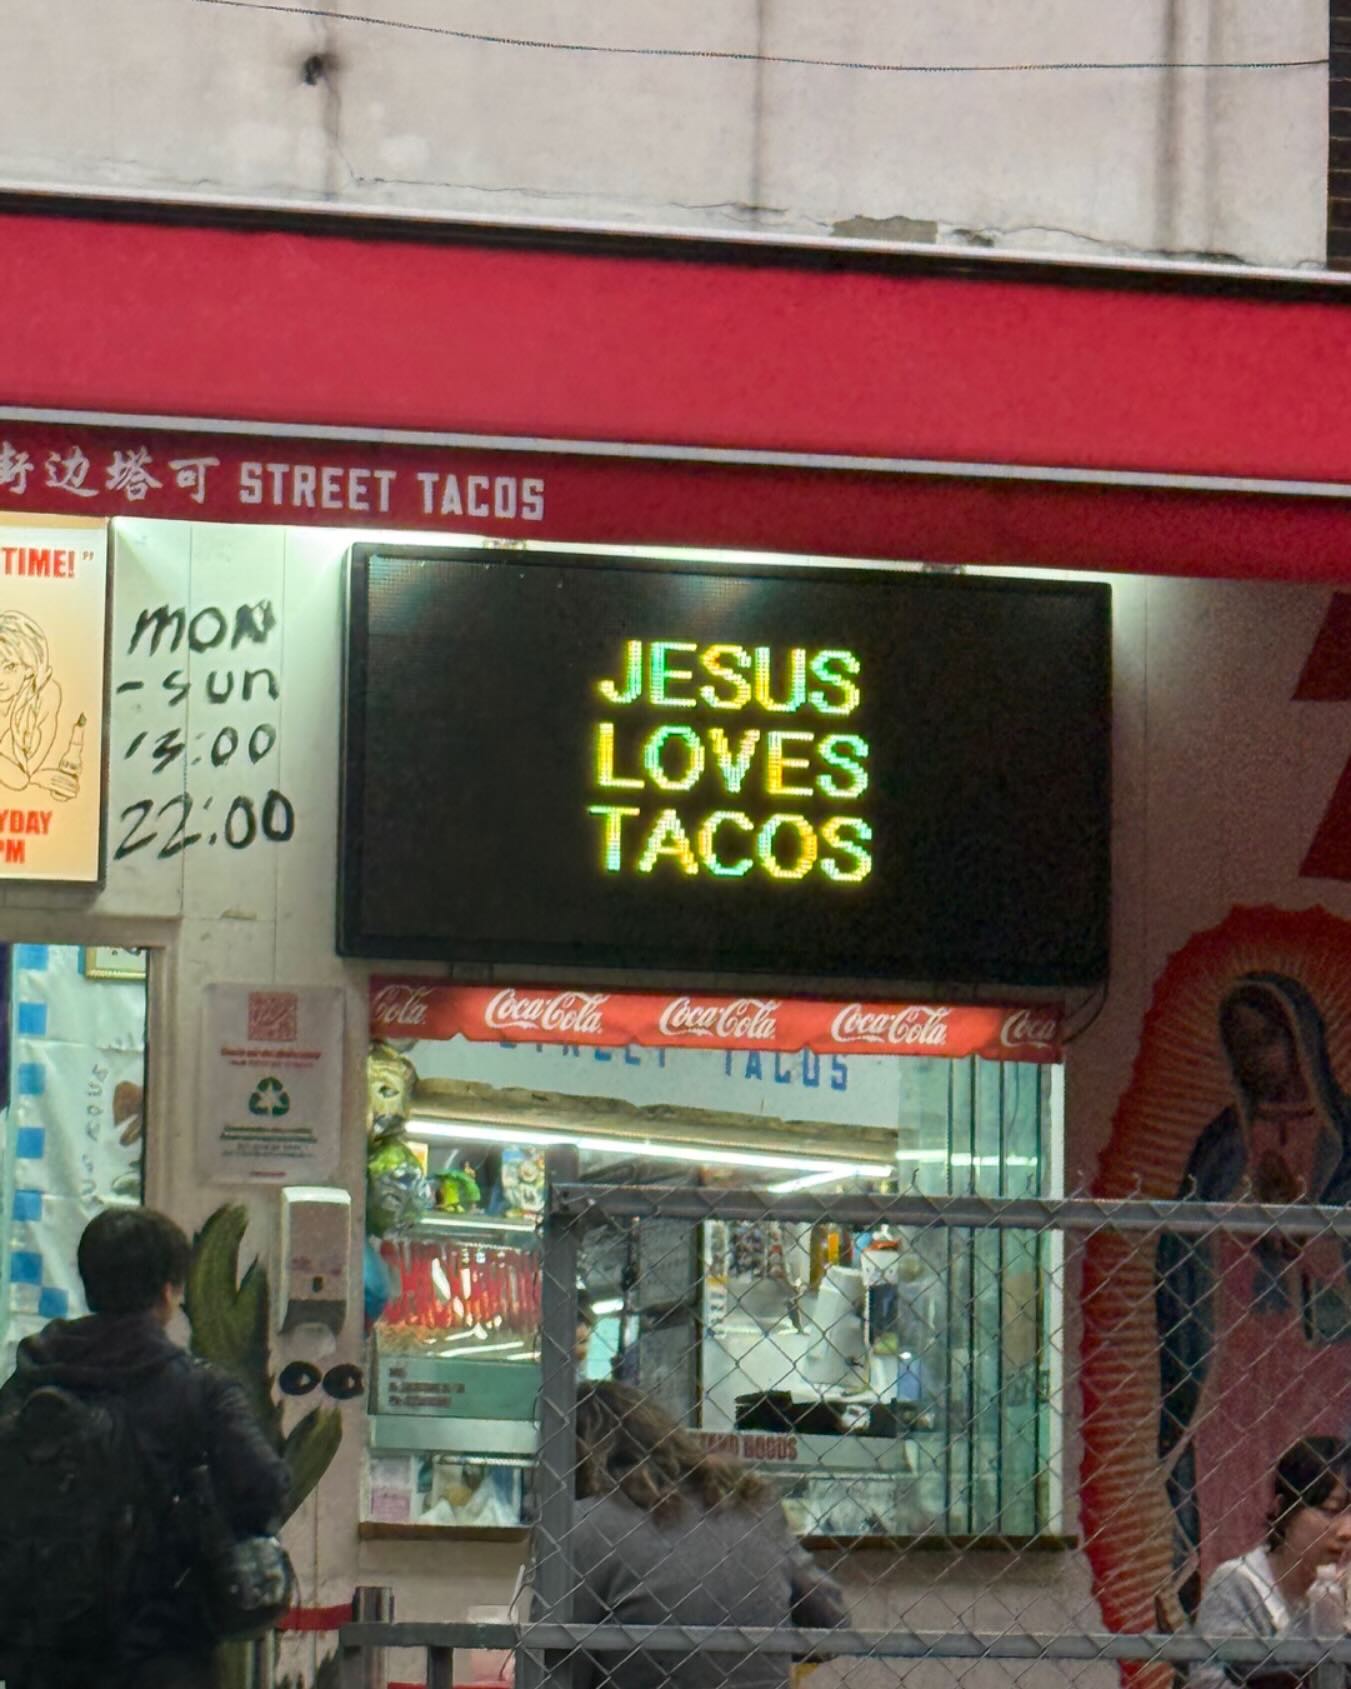 街边塔可 STREET TACOS
TIME!"
YDAY
PM
MON
-SUN
13:00
22:00
JESUS
LOVES
TACOS
Cola Coca-Cola Coca-Cola Coca-Cola Coca
STREET TACOS